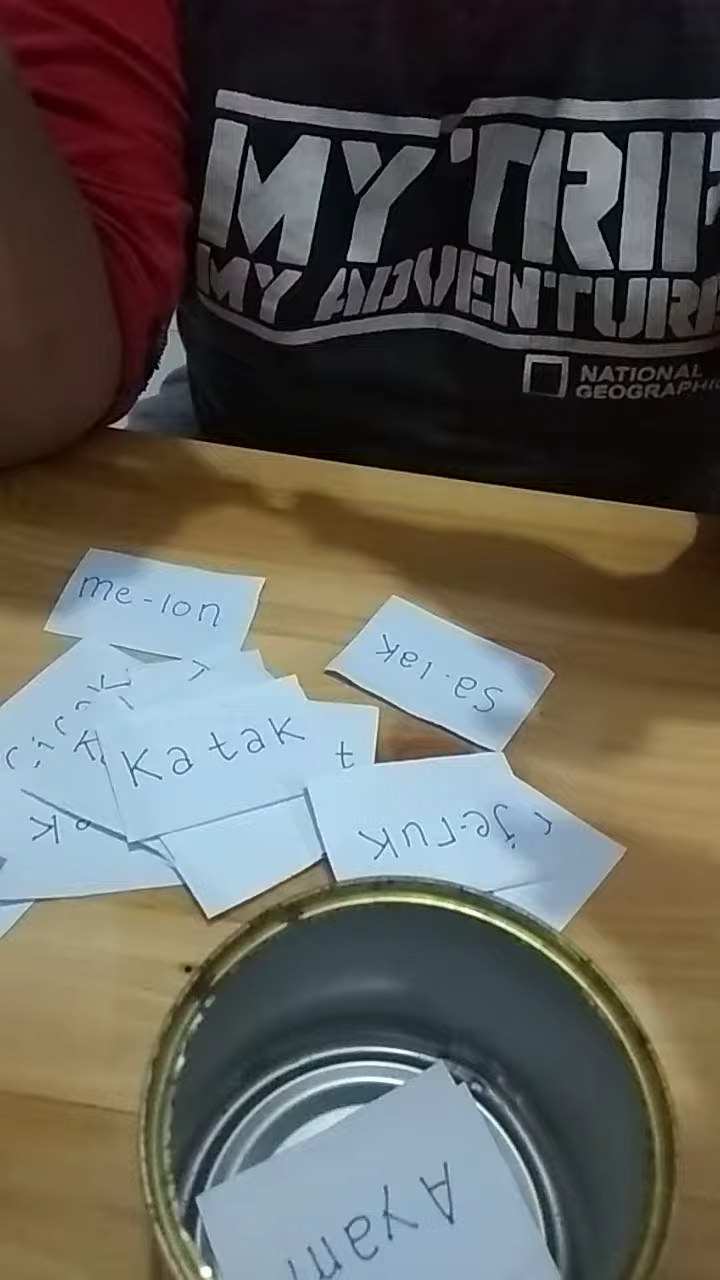 MY TRIP
MY ADVENTURE
NATIONAL
GEOGRAPHIC
me-lon
sa-lak
Katak
t
je-ruk
Ayam